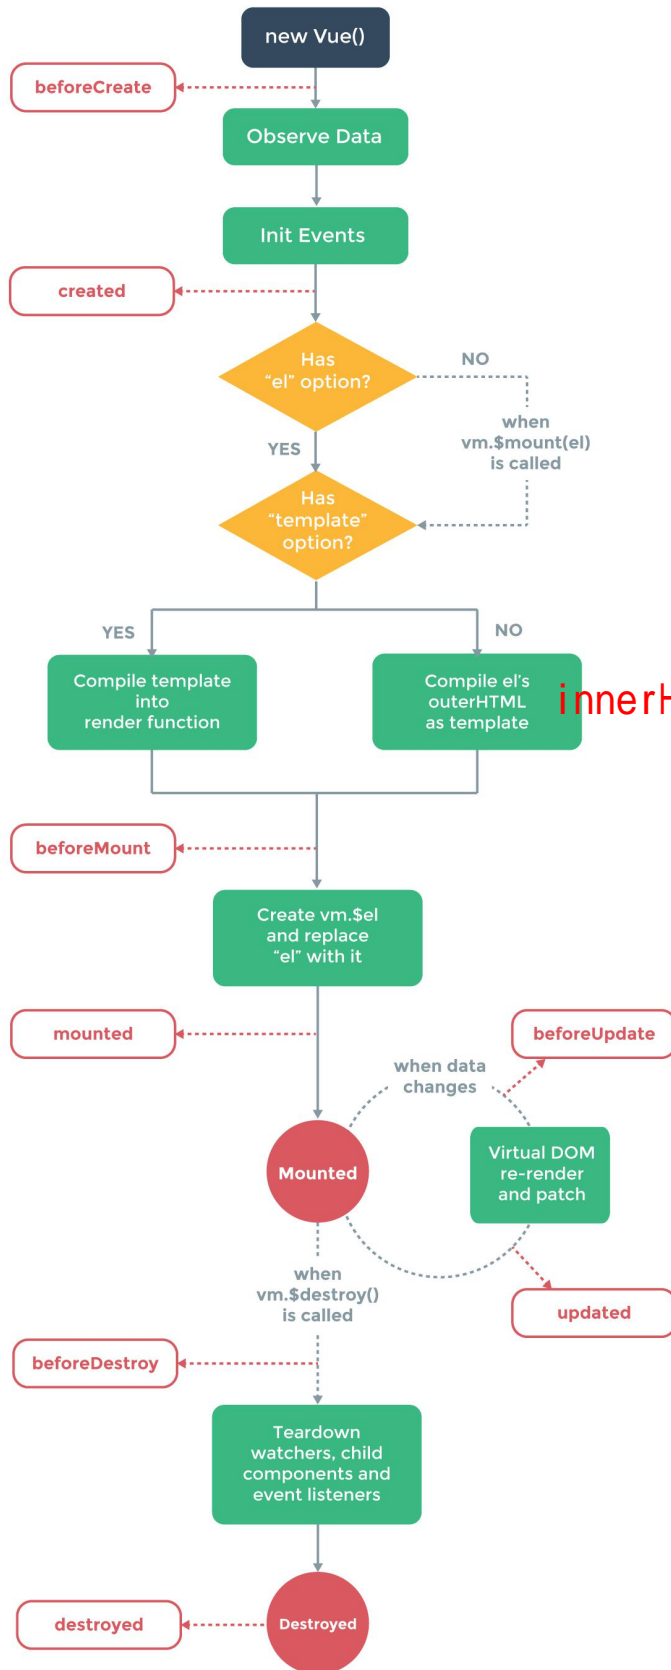 new Vue()
beforeCreate
Observe Data
Init Events
created
Has
“el” option?
NO
when
vm.$mount(el)
is called
YES
Has
“template”
option?
YES
NO
Compile template
into
render function
Compile el’s
outerHTML
as template
innerH
beforeMount
Create vm.$el
and replace
“el” with it
mounted
beforeUpdate
when data
changes
Mounted
Virtual DOM
re-render
and patch
when
vm.$destroy()
is called
updated
beforeDestroy
Teardown
watchers, child
components and
event listeners
destroyed
Destroyed